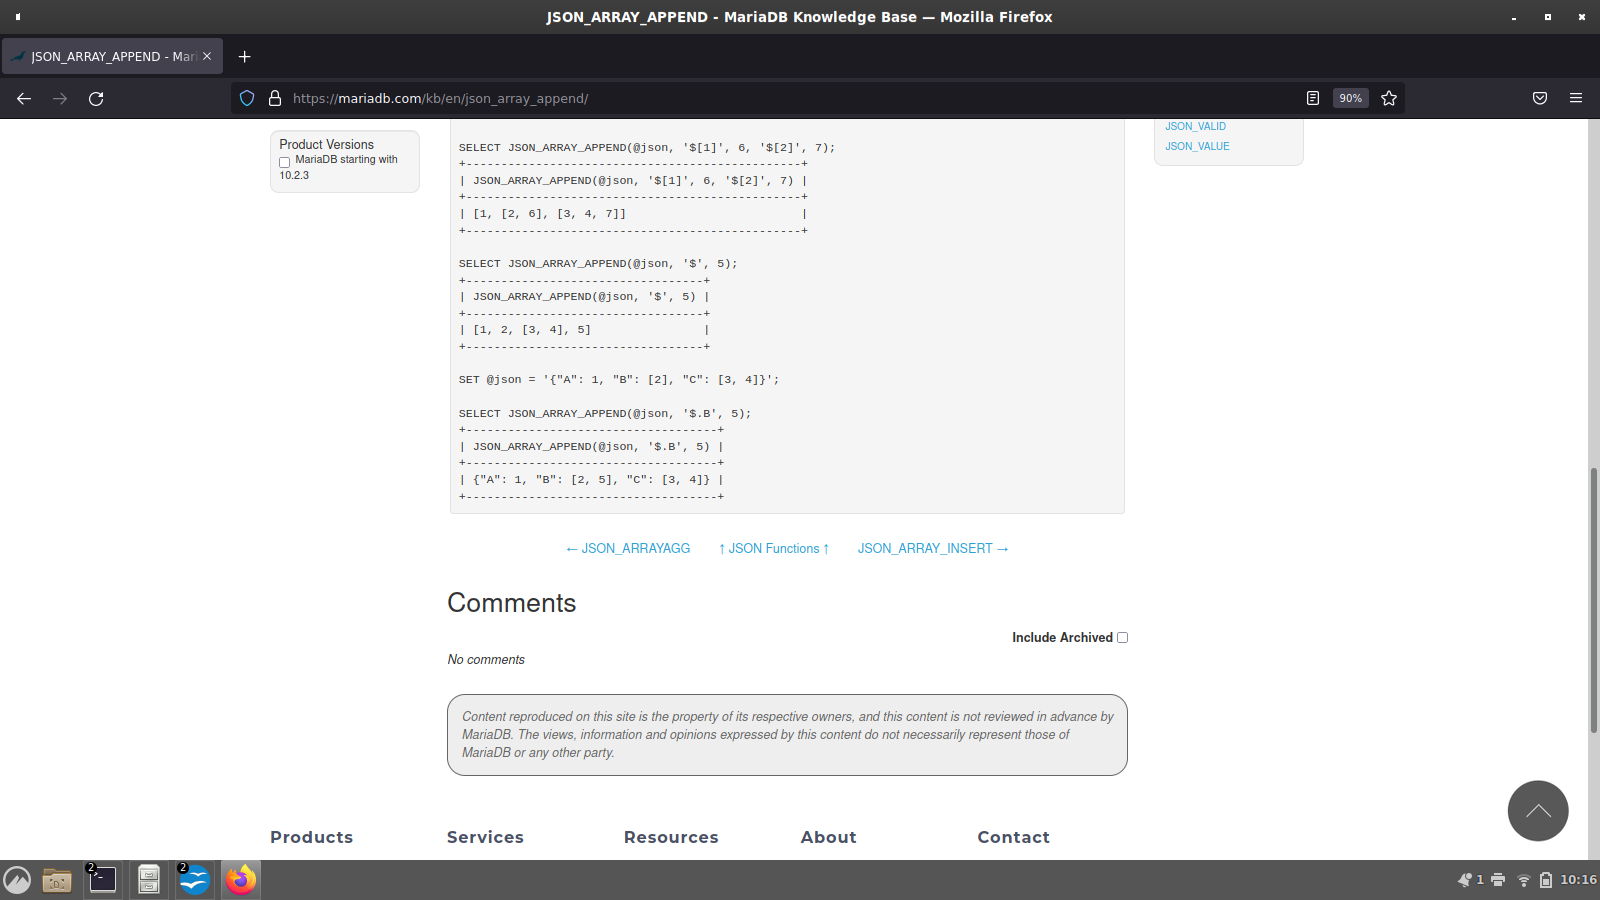 JSON_ARRAY_APPEND - MariaDB Knowledge Base — Mozilla Firefox
JSON_ARRAY_APPEND - Mari
https://mariadb.com/kb/en/json_array_append/
90%
Product Versions
MariaDB starting with
10.2.3
SELECT JSON_ARRAY_APPEND(@json, '$[1]', 6, '$[2]', 7);
+------------------------------------------------+
| JSON_ARRAY_APPEND(@json, '$[1]', 6, '$[2]', 7) |
+------------------------------------------------+
| [1, [2, 6], [3, 4, 7]]                         |
+------------------------------------------------+
SELECT JSON_ARRAY_APPEND(@json, '$', 5);
+----------------------------------+
| JSON_ARRAY_APPEND(@json, '$', 5) |
+----------------------------------+
| [1, 2, [3, 4], 5]                |
+----------------------------------+
SET @json = '{"A": 1, "B": [2], "C": [3, 4]}';
SELECT JSON_ARRAY_APPEND(@json, '$.B', 5);
+------------------------------------+
| JSON_ARRAY_APPEND(@json, '$.B', 5) |
+------------------------------------+
| {"A": 1, "B": [2, 5], "C": [3, 4]} |
+------------------------------------+
JSON_VALID
JSON_VALUE
← JSON_ARRAYAGG
↑ JSON Functions ↑
JSON_ARRAY_INSERT →
Comments
Include Archived
No comments
Content reproduced on this site is the property of its respective owners, and this content is not reviewed in advance by
MariaDB. The views, information and opinions expressed by this content do not necessarily represent those of
MariaDB or any other party.
Products
Services
Resources
About
Contact
2
2
1
10:16